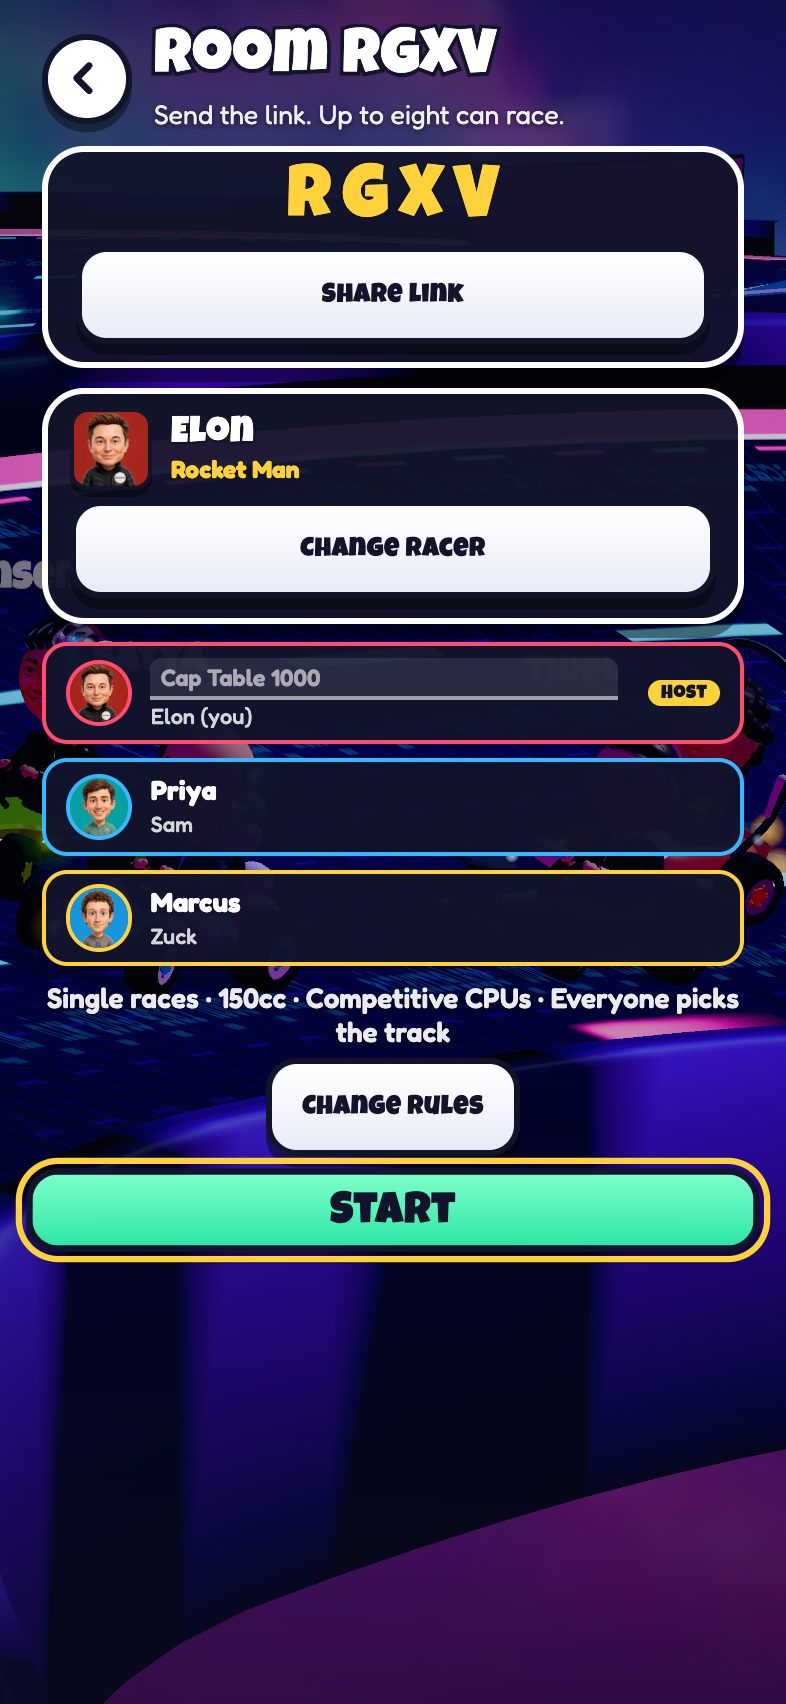 Room RGXV
Send the link. Up to eight can race.
RGXV
Share Link
Elon
Rocket Man
Change Racer
Cap Table 1000
Elon (you)
HOST
Priya
Sam
Marcus
Zuck
Single races · 150cc · Competitive CPUs · Everyone picks
the track
Change Rules
START